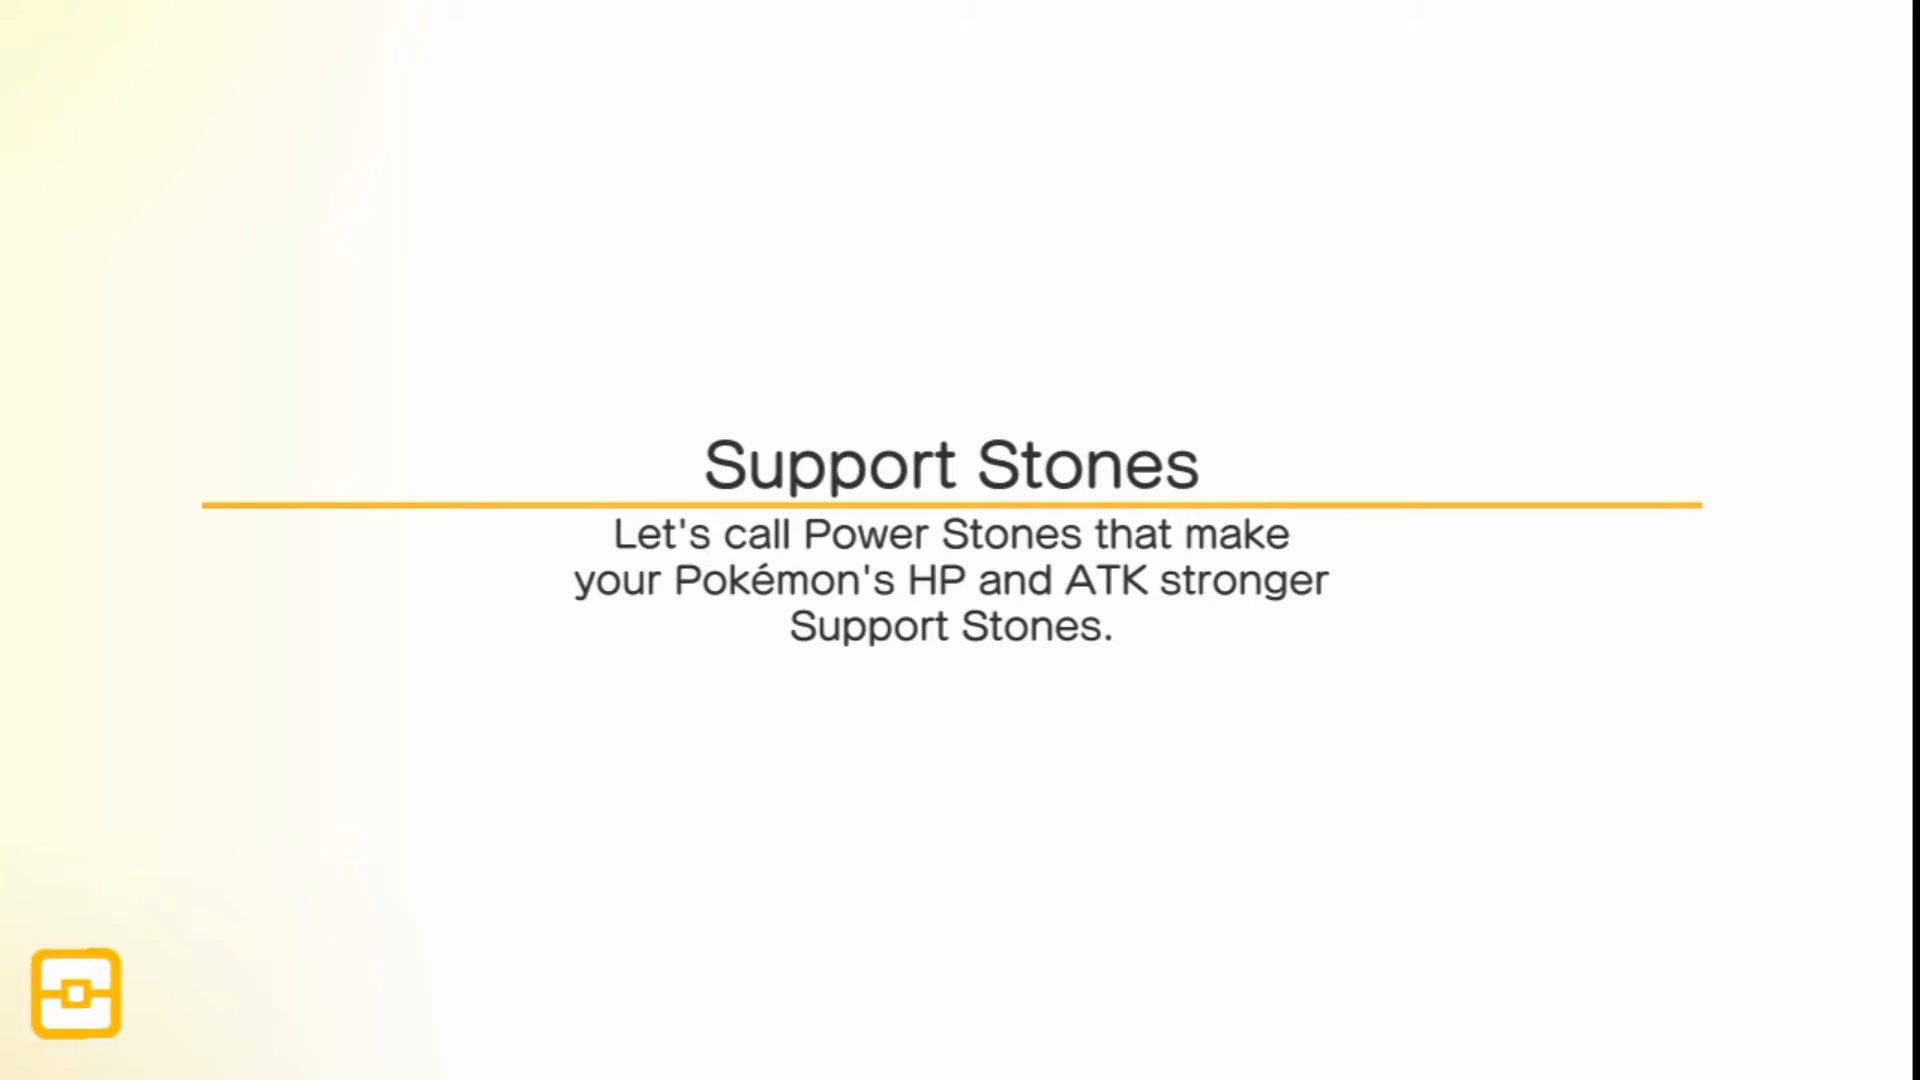 Support Stones
Let's call Power Stones that make
your Pokémon's HP and ATK stronger
Support Stones.